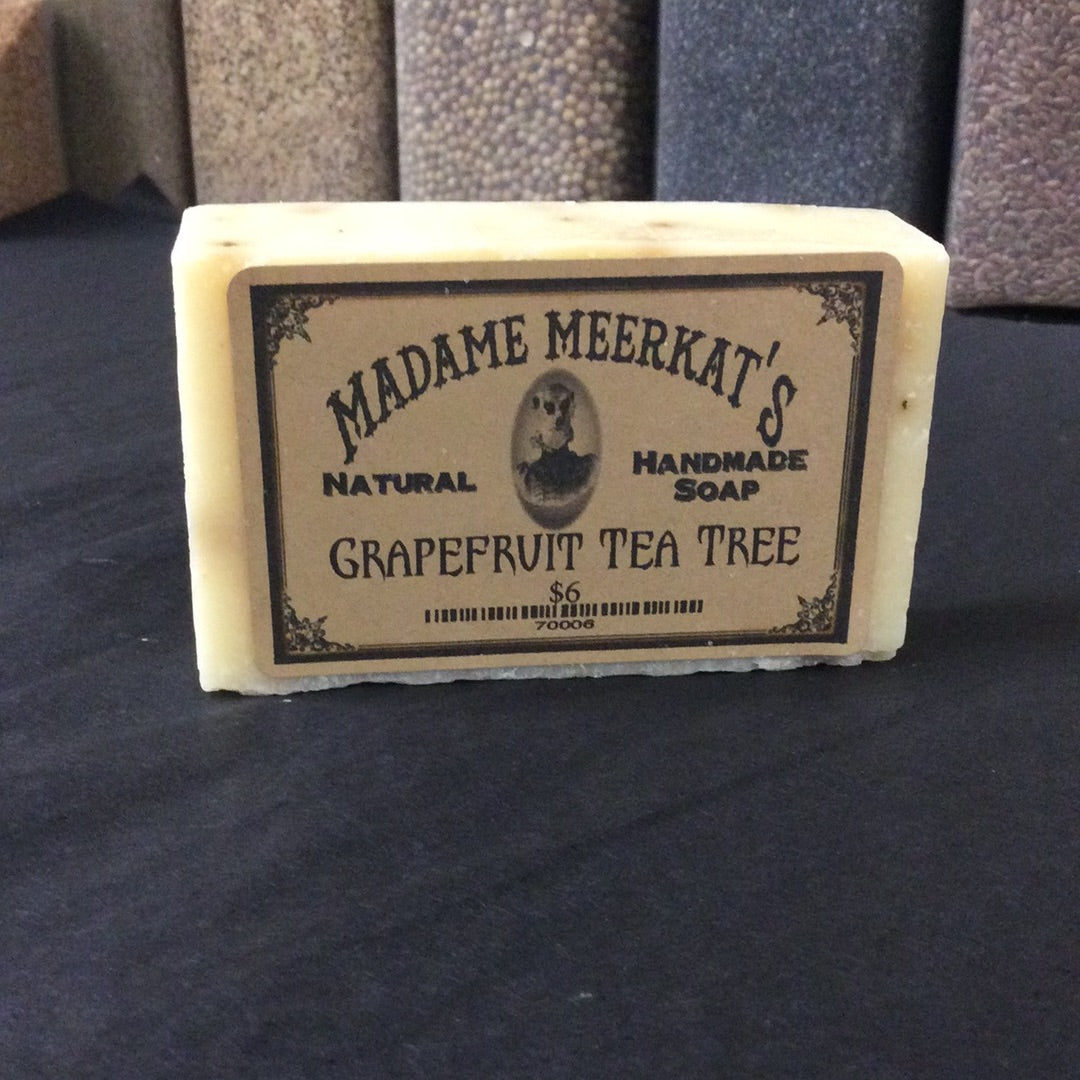 MADAME MEERKAT'S
NATURAL
HANDMADE
SOAP
GRAPEFRUIT TEA TREE
$6
70006